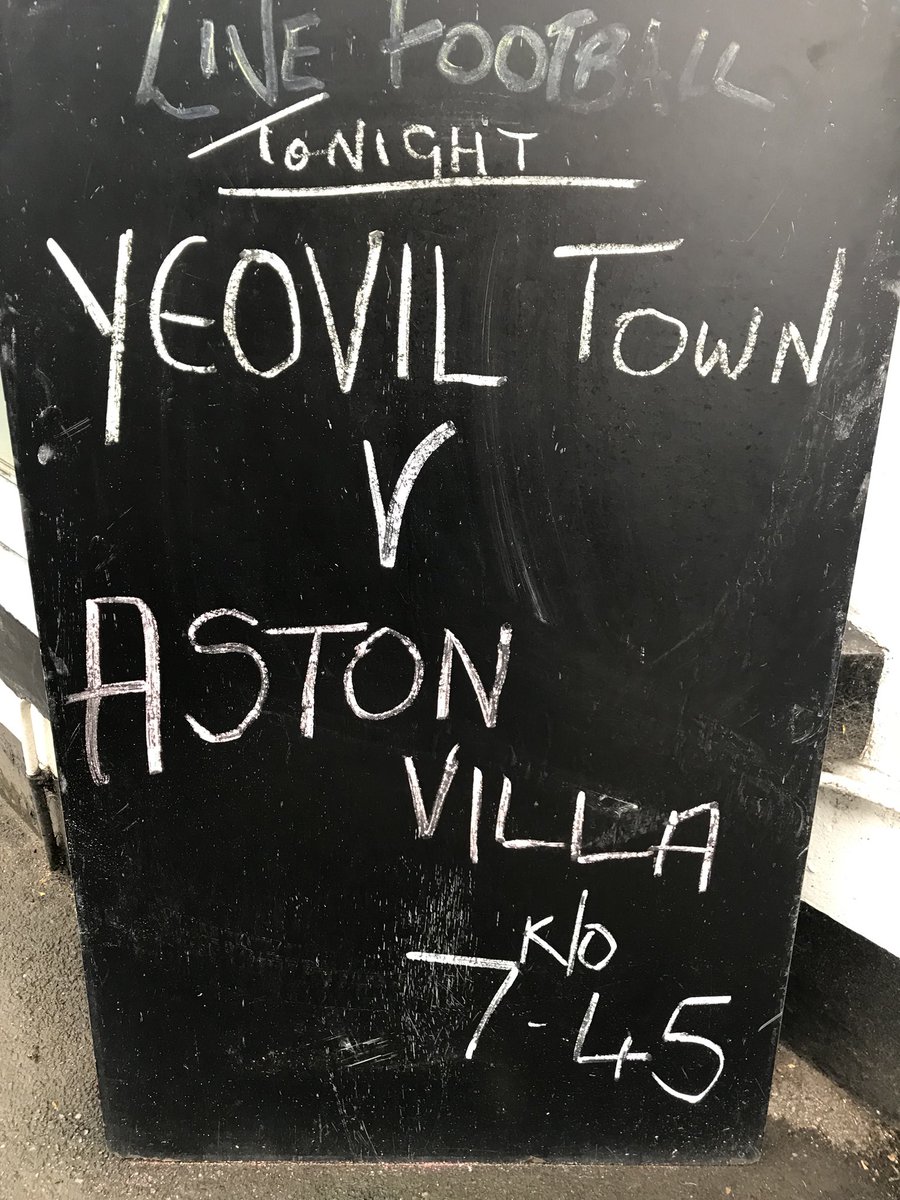 LIVE FOOTBALL
TONIGHT
YEOVIL TOWN
V
ASTON
VILLA
K/O
7-45